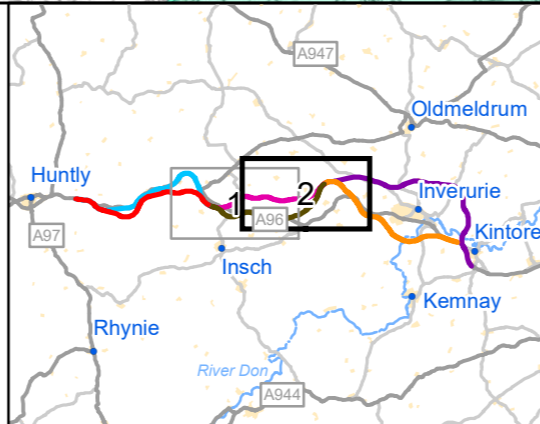 A947
Oldmeldrum
Huntly
1
2
Inverurie
A96
A97
Kintore
Insch
Kemnay
Rhynie
River Don
A944